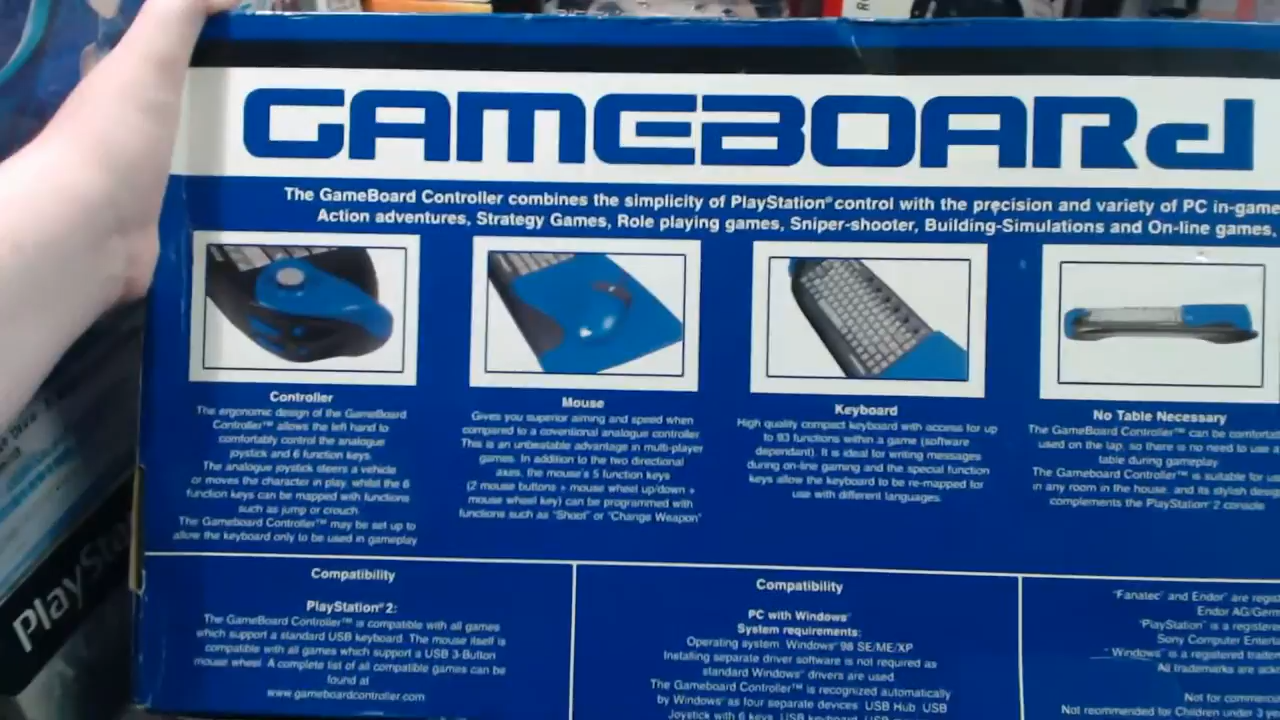 GAMEBOARd
The GameBoard Controller combines the simplicity of PlayStation® control with the precision and variety of PC in-game
Action adventures, Strategy Games, Role playing games, Sniper-shooter, Building-Simulations and On-line games.
Controller
The ergonomic design of the GameBoard
Controller™ allows the left hand to
comfortably control the analogue
joystick and 6 function keys.
The analogue joystick steers a vehicle
or moves the character in play, whilst the 6
function keys can be mapped with functions
such as jump or crouch.
The Gameboard Controller™ may be set up to
allow the keyboard only to be used in gameplay
Mouse
Gives you superior aiming and speed when
compared to a coventional analogue controller
This is an unbeatable advantage in multi-player
games. In addition to the two directional
axes, the mouse's 5 function keys
(2 mouse buttons + mouse wheel up/down +
mouse wheel key) can be programmed with
functions such as "Shoot" or "Change Weapon"
Keyboard
High quality compact keyboard with access for up
to 93 functions within a game (software
dependant). It is ideal for writing messages
during on-line gaming and the special function
keys allow the keyboard to be re-mapped for
use with different languages.
No Table Necessary
The GameBoard Controller™ can be
used on the lap, so there is no need to use a
table during gameplay.
The Gameboard Controller™ is suitable for
in any room in the house, and its stylish
complements the PlayStation®2 console
Compatibility
PlayStation®2:
The GameBoard Controller™ is compatible with all games
which support a standard USB keyboard. The mouse itself is
compatible with all games which support a USB 3-Button
mouse wheel. A complete list of all compatible games can be
found at
www.gameboardcontroller.com
Compatibility
PC with Windows®
System requirements:
Operating system: Windows® 98 SE/ME/XP
Installing separate driver software is not required as
standard Windows® drivers are used.
The Gameboard Controller™ is recognized automatically
by Windows® as four separate devices: USB Hub, USB
Joystick with 6 keys, USB keyboard, USB
"Fanatec" and Endor" are
Endor AG/
"PlayStation" is a
Sony Computer
"Windows" is a registered
All trademarks are
Not for
Not recommended for Children under 3
PlaySta